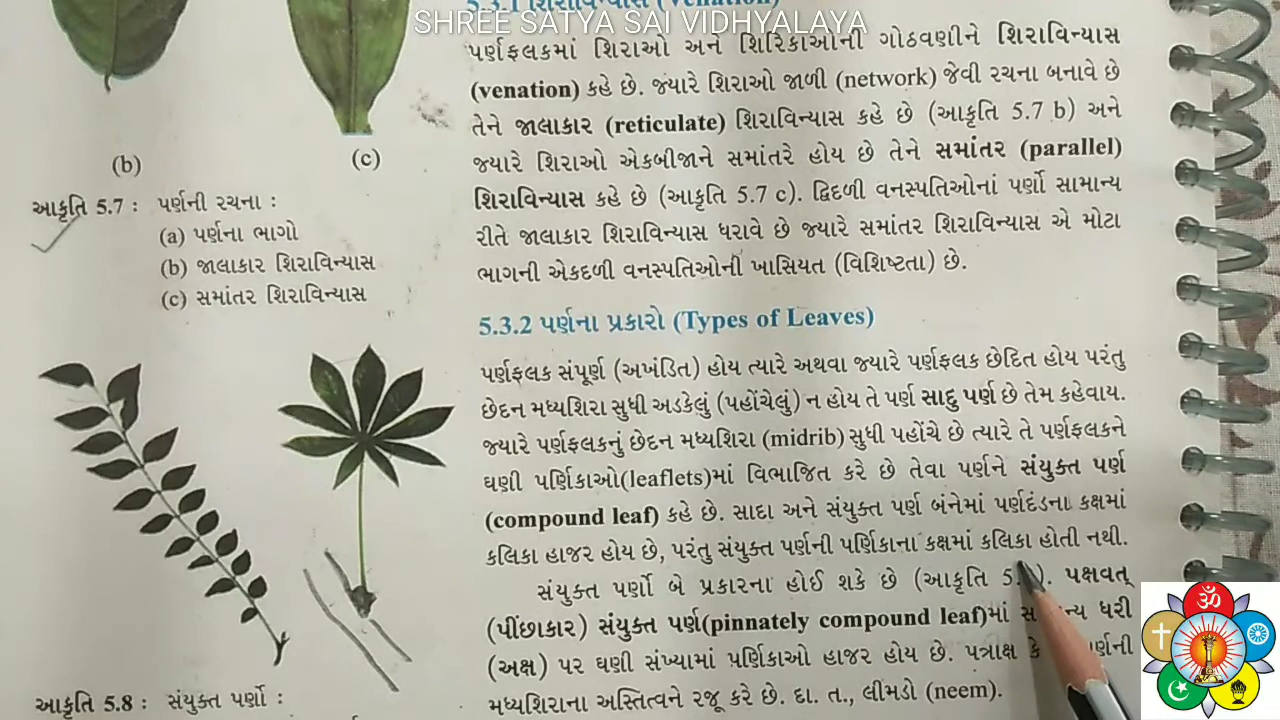 SHREE SATYA SAI VIDHYALAYA
(b)
(c)
આકૃતિ 5.7 : પર્ણની રચના :
(a) પર્ણના ભાગો
(b) જાલાકાર શિરાવિન્યાસ
(c) સમાંતર શિરાવિન્યાસ
આકૃતિ 5.8 : સંયુક્ત પર્ણો :
5.3.1 શિરાવિન્યાસ (Venation)
પર્ણફલકમાં શિરાઓ અને શિરિકાઓની ગોઠવણીને શિરાવિન્યાસ
(venation) કહે છે. જ્યારે શિરાઓ જાળી (network) જેવી રચના બનાવે છે
તેને જાલાકાર (reticulate) શિરાવિન્યાસ કહે છે (આકૃતિ 5.7 b) અને
જ્યારે શિરાઓ એકબીજાને સમાંતરે હોય છે તેને સમાંતર (parallel)
શિરાવિન્યાસ કહે છે (આકૃતિ 5.7 c). દ્વિદળી વનસ્પતિઓનાં પર્ણો સામાન્ય
રીતે જાલાકાર શિરાવિન્યાસ ધરાવે છે જ્યારે સમાંતર શિરાવિન્યાસ એ મોટા
ભાગની એકદળી વનસ્પતિઓની ખાસિયત (વિશિષ્ટતા) છે.
5.3.2 પર્ણના પ્રકારો (Types of Leaves)
પર્ણફલક સંપૂર્ણ (અખંડિત) હોય ત્યારે અથવા જ્યારે પર્ણફલક છેદિત હોય પરંતુ
છેદન મધ્યશિરા સુધી અડકેલું (પહોંચેલું) ન હોય તે પર્ણ સાદુ પર્ણ છે તેમ કહેવાય.
જ્યારે પર્ણફલકનું છેદન મધ્યશિરા (midrib) સુધી પહોંચે છે ત્યારે તે પર્ણફલકને
ઘણી પર્ણિકાઓ(leaflets)માં વિભાજિત કરે છે તેવા પર્ણને સંયુક્ત પર્ણ
(compound leaf) કહે છે. સાદા અને સંયુક્ત પર્ણ બંનેમાં પર્ણદંડના કક્ષમાં
કલિકા હાજર હોય છે, પરંતુ સંયુક્ત પર્ણની પર્ણિકાના કક્ષમાં કલિકા હોતી નથી.
સંયુક્ત પર્ણો બે પ્રકારના હોઈ શકે છે (આકૃતિ 5. ). પક્ષવત્
(પીંછાકાર) સંયુક્ત પર્ણ(pinnately compound leaf)માં ધરી
(અક્ષ) પર ઘણી સંખ્યામાં પર્ણિકાઓ હાજર હોય છે. પત્રાક્ષ
મધ્યશિરાના અસ્તિત્વને રજૂ કરે છે. દા. ત., લીમડો (neem).